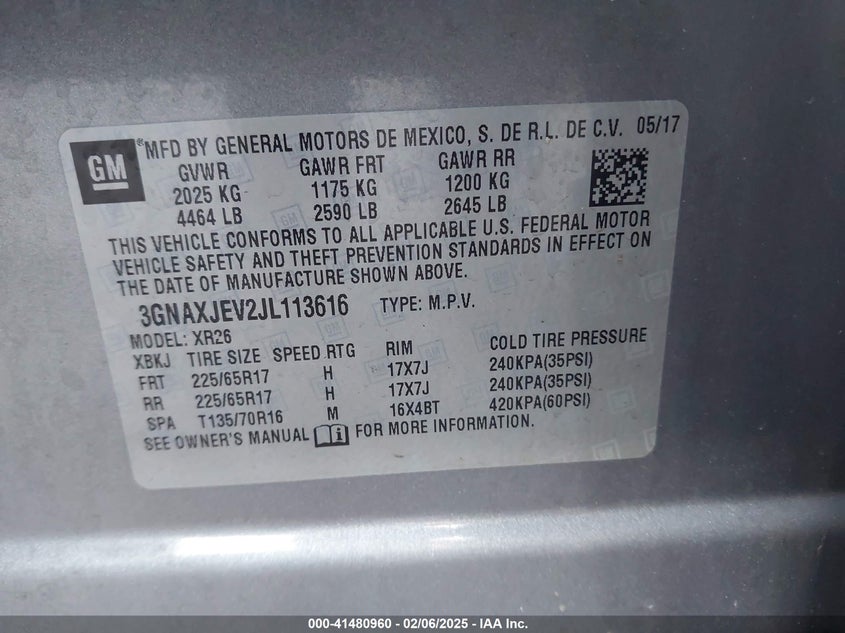 GM
®MFD BY GENERAL MOTORS DE MEXICO, S. DE R.L. DE C.V. 05/17
GVWR GAWR FRT GAWR RR
2025 KG 1175 KG 1200 KG
4464 LB 2590 LB 2645 LB
THIS VEHICLE CONFORMS TO ALL APPLICABLE U.S. FEDERAL MOTOR
VEHICLE SAFETY AND THEFT PREVENTION STANDARDS IN EFFECT ON
THE DATE OF MANUFACTURE SHOWN ABOVE.
3GNAXJEV2JL113616 TYPE: M.P.V.
MODEL: XR26
XBKJ TIRE SIZE SPEED RTG RIM COLD TIRE PRESSURE
FRT 225/65R17 H 17X7J 240KPA(35PSI)
RR 225/65R17 H 17X7J 240KPA(35PSI)
SPA T135/70R16 M 16X4BT 420KPA(60PSI)
SEE OWNER'S MANUAL FOR MORE INFORMATION.
000-41480960 - 02/06/2025 - IAA Inc.